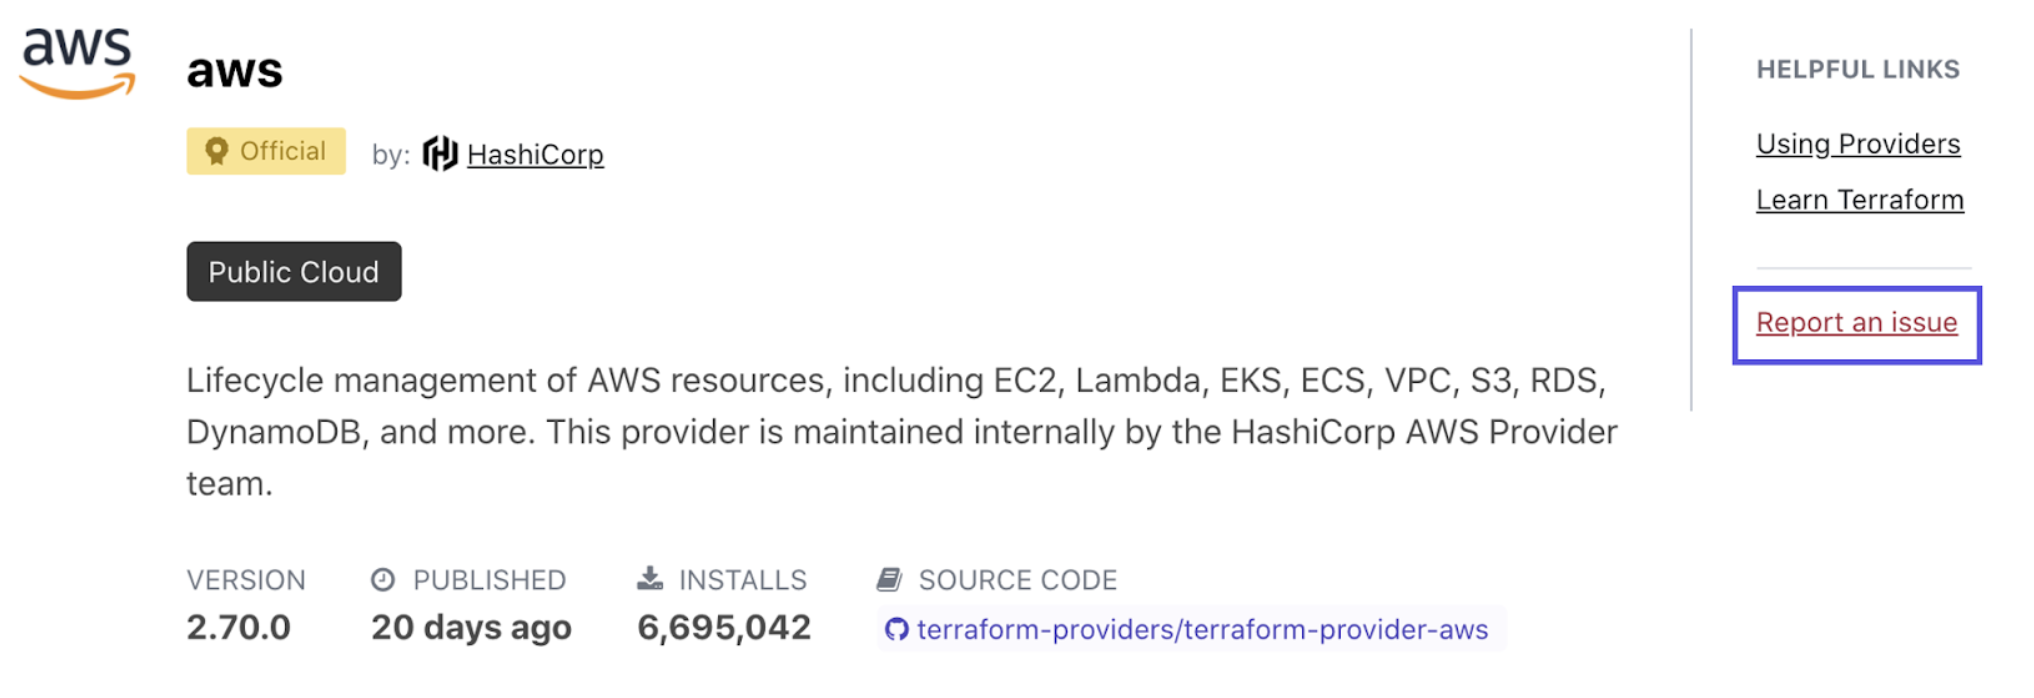 aws
aws
Official by: HashiCorp
Public Cloud
Lifecycle management of AWS resources, including EC2, Lambda, EKS, ECS, VPC, S3, RDS,
DynamoDB, and more. This provider is maintained internally by the HashiCorp AWS Provider
team.
VERSION PUBLISHED INSTALLS SOURCE CODE
2.70.0 20 days ago 6,695,042 terraform-providers/terraform-provider-aws
HELPFUL LINKS
Using Providers
Learn Terraform
Report an issue